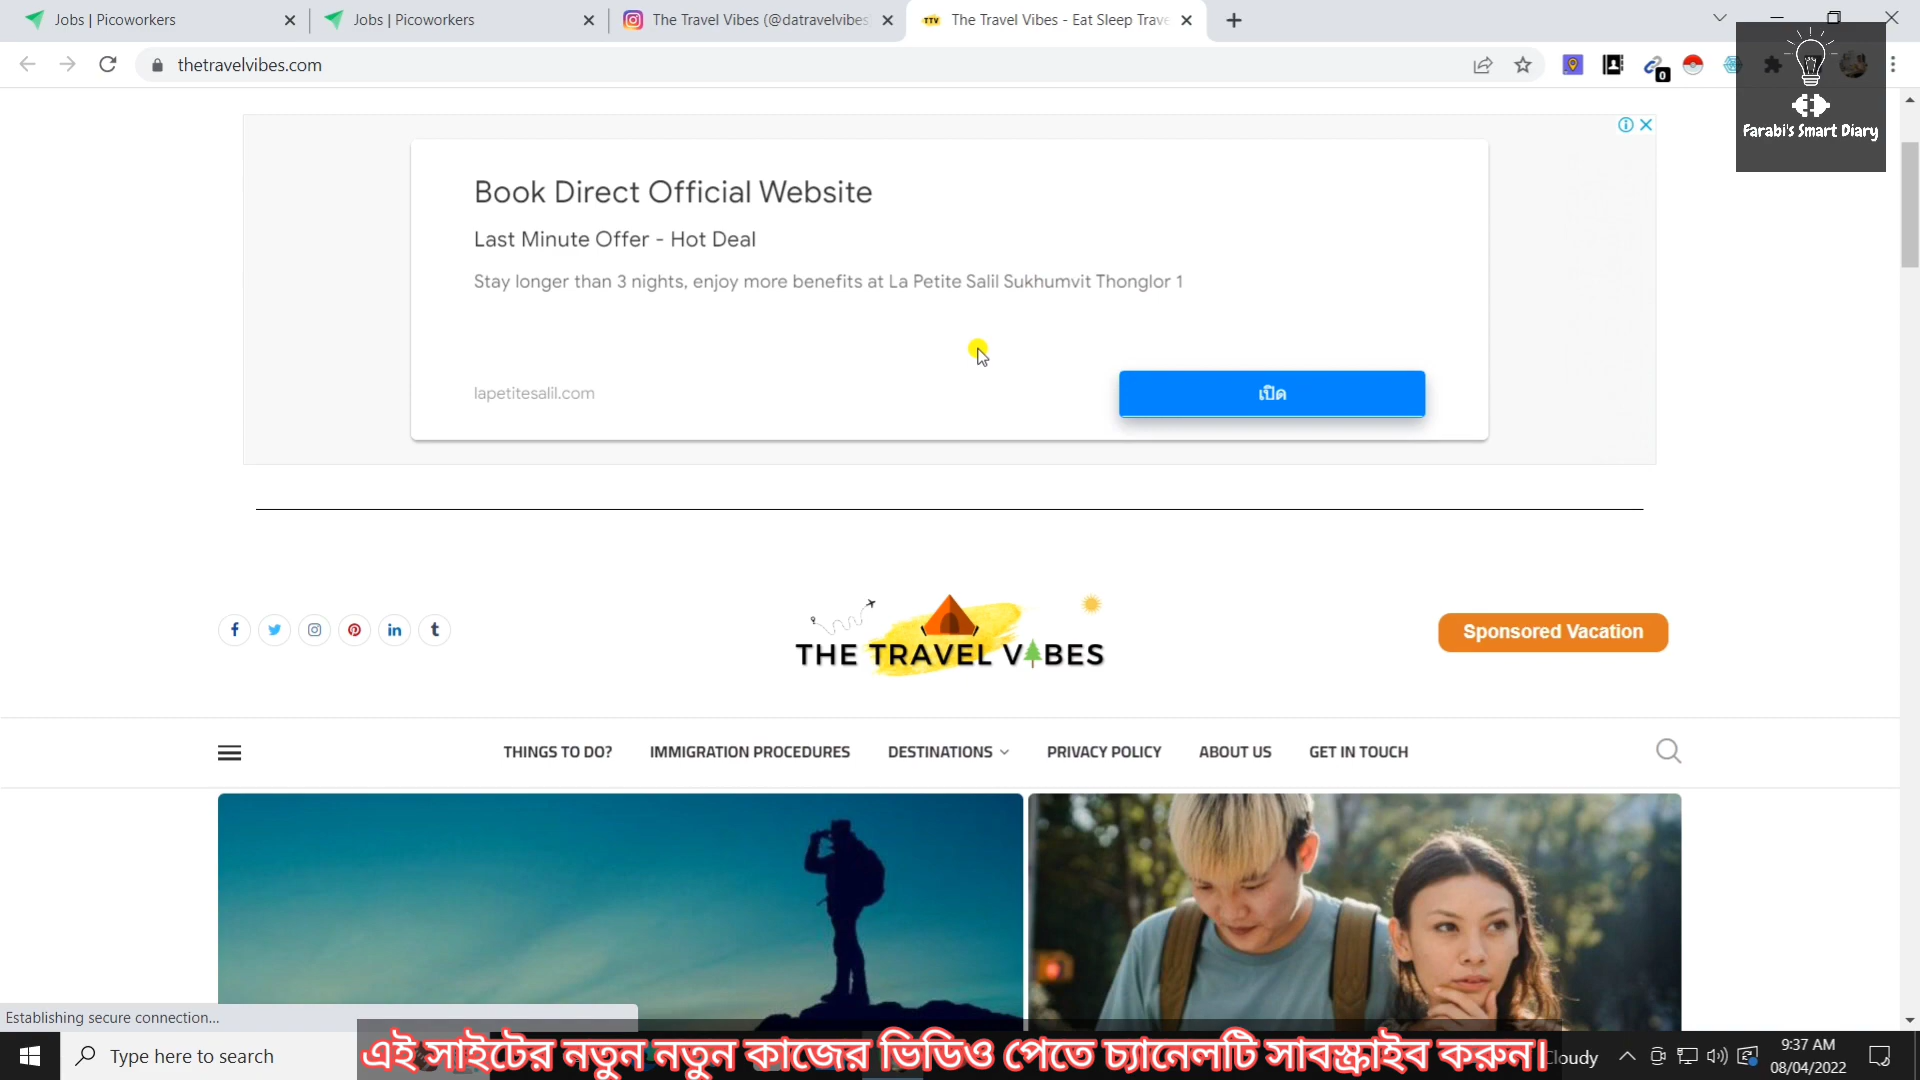 Jobs | Picoworkers
Jobs | Picoworkers
The Travel Vibes (@datravelvibes
TTV The Travel Vibes - Eat Sleep Trave
thetravelvibes.com
0
Farabi's Smart Diary
Book Direct Official Website
Last Minute Offer - Hot Deal
Stay longer than 3 nights, enjoy more benefits at La Petite Salil Sukhumvit Thonglor 1
lapetitesalil.com
เปิด
THE TRAVEL VIBES
Sponsored Vacation
THINGS TO DO?
IMMIGRATION PROCEDURES
DESTINATIONS
PRIVACY POLICY
ABOUT US
GET IN TOUCH
Establishing secure connection...
Type here to search
এই সাইটের নতুন নতুন কাজের ভিডিও পেতে চ্যানেলটি সাবস্ক্রাইব করুন।
9:37 AM
08/04/2022